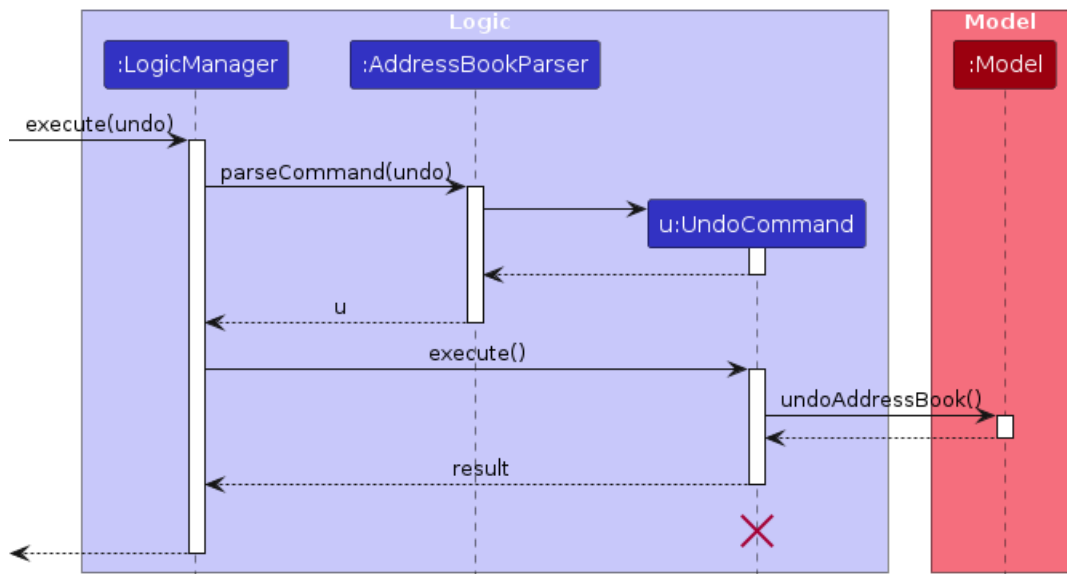 Logic
Model
:LogicManager
:AddressBookParser
:Model
execute(undo)
parseCommand(undo)
u:UndoCommand
u
execute()
undoAddressBook()
result